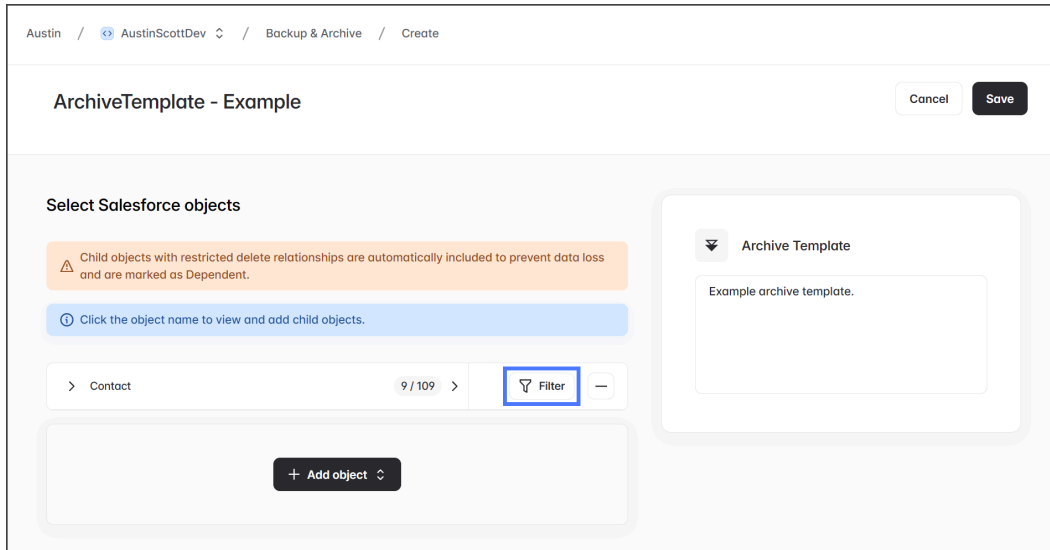 Austin / AustinScottDev / Backup & Archive / Create
ArchiveTemplate - Example
Cancel
Save
Select Salesforce objects
Child objects with restricted delete relationships are automatically included to prevent data loss
and are marked as Dependent.
Click the object name to view and add child objects.
Contact
9 / 109
Filter
Add object
Archive Template
Example archive template.